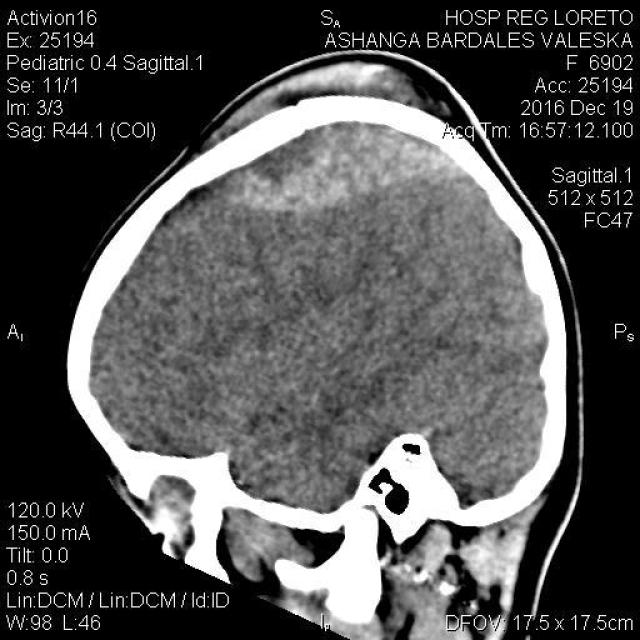 Activion16
Ex: 25194
Pediatric 0.4 Sagittal.1
Se: 11/1
Im: 3/3
Sag: R44.1 (COI)
SA
HOSP REG LORETO
ASHANGA BARDALES VALESKA
F 6902
Acc: 25194
2016 Dec 19
Acq Tm: 16:57:12.100
Sagittal.1
512 x 512
FC47
AI
PS
120.0 kV
150.0 mA
Tilt: 0.0
0.8 s
Lin:DCM / Lin:DCM / Id:ID
W:98 L:46
DFOV: 17.5 x 17.5cm